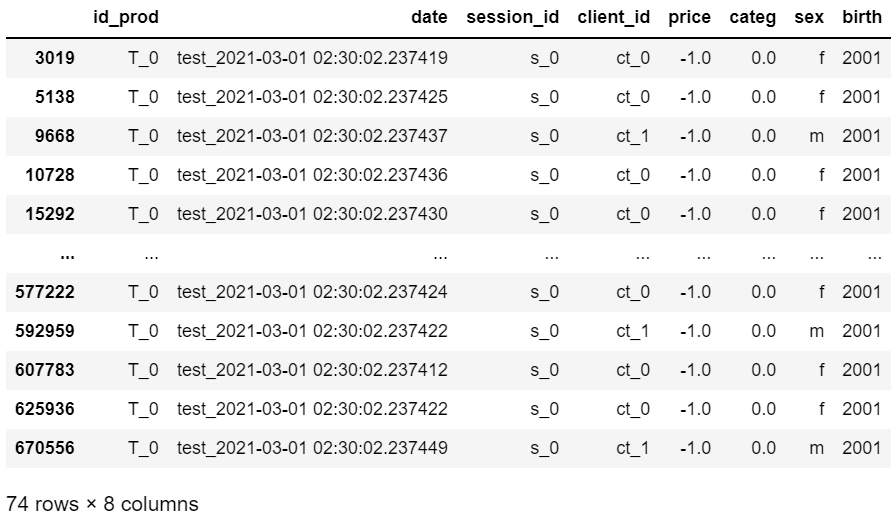 id_prod date session_id client_id price categ sex birth
3019 T_0 test_2021-03-01 02:30:02.237419 s_0 ct_0 -1.0 0.0 f 2001
5138 T_0 test_2021-03-01 02:30:02.237425 s_0 ct_0 -1.0 0.0 f 2001
9668 T_0 test_2021-03-01 02:30:02.237437 s_0 ct_1 -1.0 0.0 m 2001
10728 T_0 test_2021-03-01 02:30:02.237436 s_0 ct_0 -1.0 0.0 f 2001
15292 T_0 test_2021-03-01 02:30:02.237430 s_0 ct_0 -1.0 0.0 f 2001
... ... ... ... ... ... ... ... ...
577222 T_0 test_2021-03-01 02:30:02.237424 s_0 ct_0 -1.0 0.0 f 2001
592959 T_0 test_2021-03-01 02:30:02.237422 s_0 ct_1 -1.0 0.0 m 2001
607783 T_0 test_2021-03-01 02:30:02.237412 s_0 ct_0 -1.0 0.0 f 2001
625936 T_0 test_2021-03-01 02:30:02.237422 s_0 ct_0 -1.0 0.0 f 2001
670556 T_0 test_2021-03-01 02:30:02.237449 s_0 ct_1 -1.0 0.0 m 2001
74 rows × 8 columns